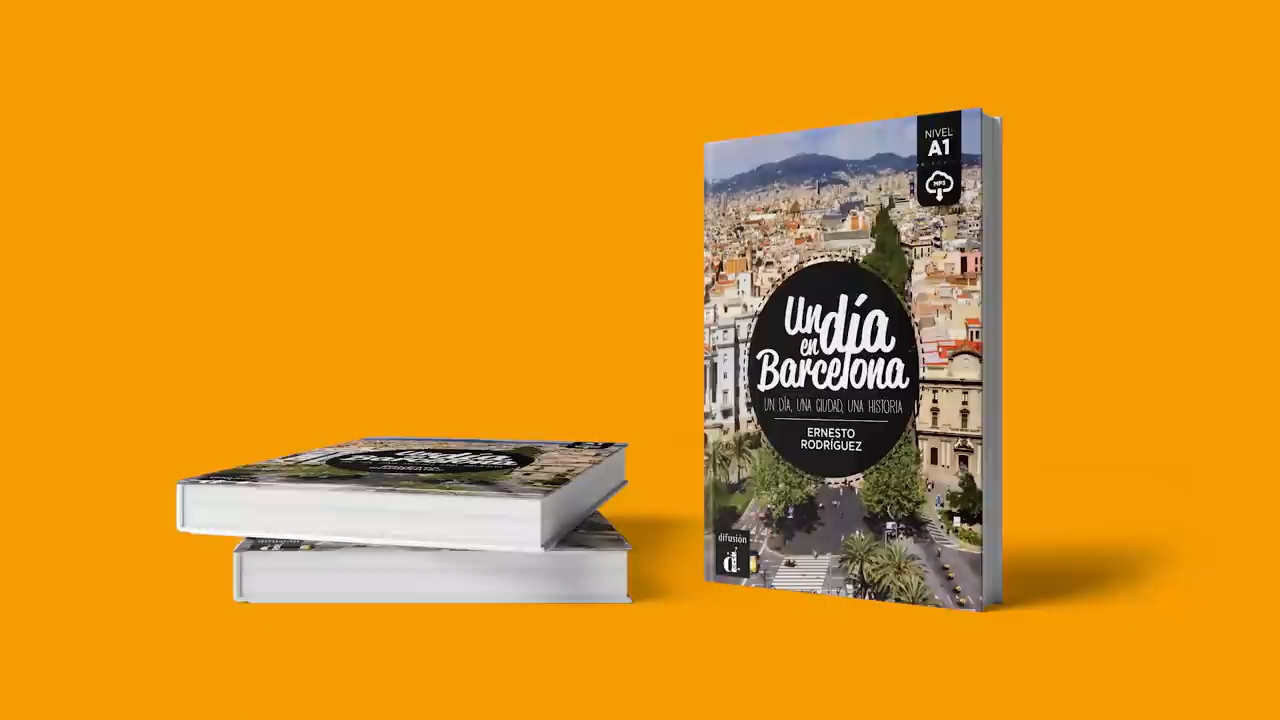 NIVEL
A1
MP3
Un día
en
Barcelona
UN DÍA, UNA CIUDAD, UNA HISTORIA
ERNESTO
RODRÍGUEZ
difusión
d